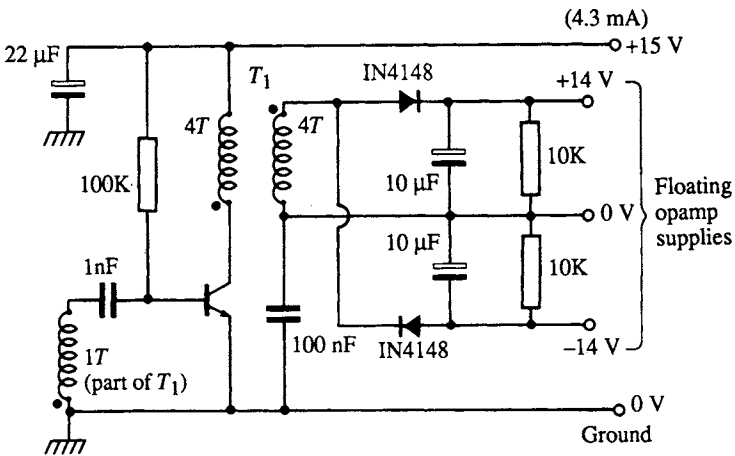 (4.3 mA)
+15 V
22 µF
T1
IN4148
+14 V
4T
4T
10K
100K
10 µF
0 V
Floating
opamp
supplies
10 µF
1nF
10K
1T
(part of T1)
100 nF
IN4148
–14 V
0 V
Ground